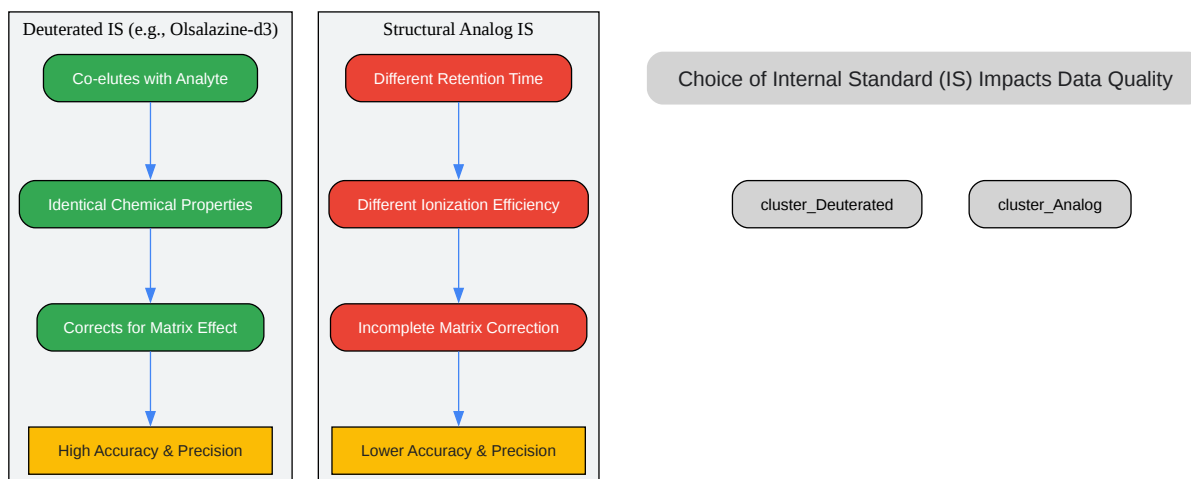 Deuterated IS (e.g., Olsalazine-d3)
Co-elutes with Analyte
Identical Chemical Properties
Corrects for Matrix Effect
High Accuracy & Precision
Structural Analog IS
Different Retention Time
Different Ionization Efficiency
Incomplete Matrix Correction
Lower Accuracy & Precision
Choice of Internal Standard (IS) Impacts Data Quality
cluster_Deuterated
cluster_Analog